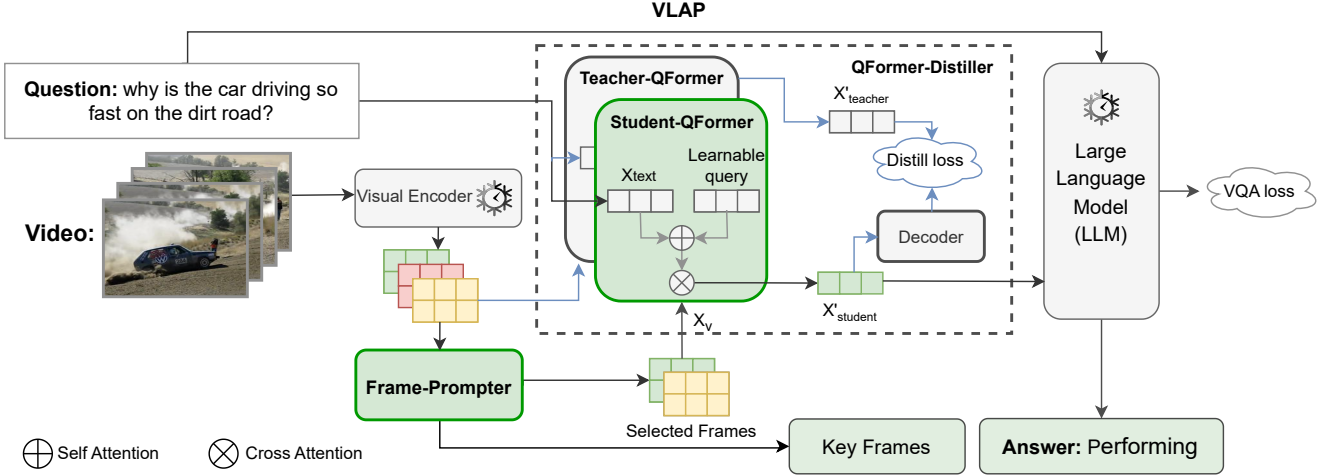 VLAP
Question: why is the car driving so
fast on the dirt road?
Video:
Visual Encoder
Teacher-QFormer
QFormer-Distiller
Student-QFormer
Xtext
Learnable
query
X'teacher
Distill loss
Decoder
X'student
Xv
Large
Language
Model
(LLM)
VQA loss
Frame-Prompter
Selected Frames
Self Attention
Cross Attention
Key Frames
Answer: Performing